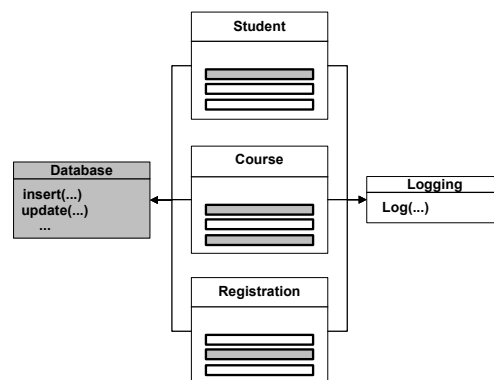 Student
Course
Database
insert(...)
update(...)
...
Logging
Log(...)
Registration